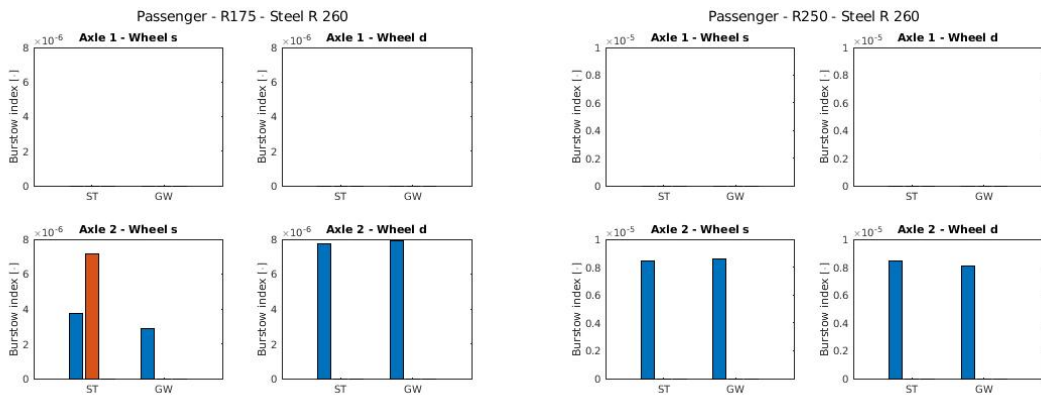 Passenger - R175 - Steel R 260
×10⁻⁶ Axle 1 - Wheel s
Burstow index [-]
8
6
4
2
0
ST GW
×10⁻⁶ Axle 1 - Wheel d
Burstow index [-]
8
6
4
2
0
ST GW
×10⁻⁶ Axle 2 - Wheel s
Burstow index [-]
8
6
4
2
0
ST GW
×10⁻⁶ Axle 2 - Wheel d
Burstow index [-]
8
6
4
2
0
ST GW
Passenger - R250 - Steel R 260
×10⁻⁵ Axle 1 - Wheel s
Burstow index [-]
1
0.8
0.6
0.4
0.2
0
ST GW
×10⁻⁵ Axle 1 - Wheel d
Burstow index [-]
1
0.8
0.6
0.4
0.2
0
ST GW
×10⁻⁵ Axle 2 - Wheel s
Burstow index [-]
1
0.8
0.6
0.4
0.2
0
ST GW
×10⁻⁵ Axle 2 - Wheel d
Burstow index [-]
1
0.8
0.6
0.4
0.2
0
ST GW